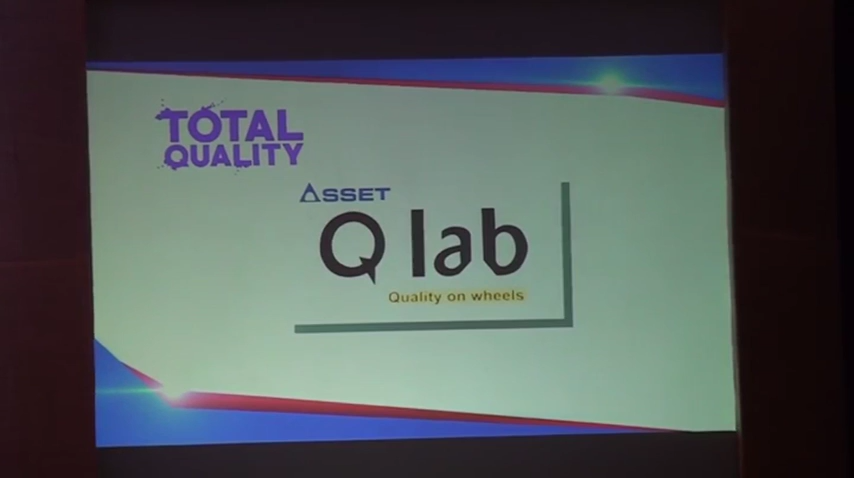 TOTAL
QUALITY
ASSET
Q lab
Quality on wheels